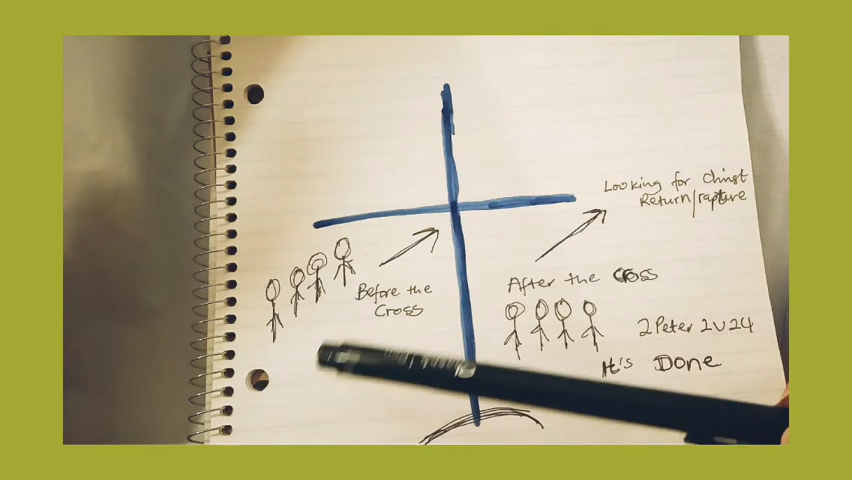 Looking for Christ
Return/rapture
Before the
Cross
After the Cross
2 Peter 2v24
It's Done